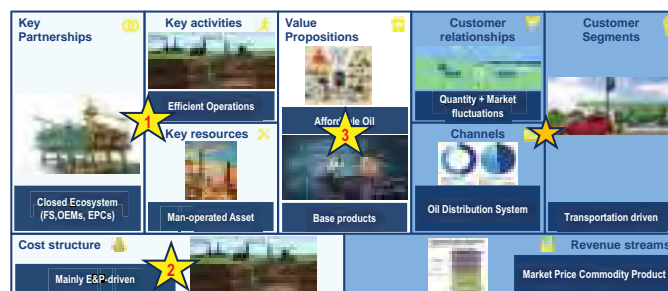 Key
Partnerships
Closed Ecosystem
(FS,OEMs, EPCs)
1
Key activities
Efficient Operations
Key resources
Man-operated Asset
Value
Propositions
Affordable Oil
3
Base products
Customer
relationships
Quantity + Market
fluctuations
Channels
Oil Distribution System
Customer
Segments
Transportation driven
Cost structure
Mainly E&P-driven
2
Revenue streams
Market Price Commodity Product